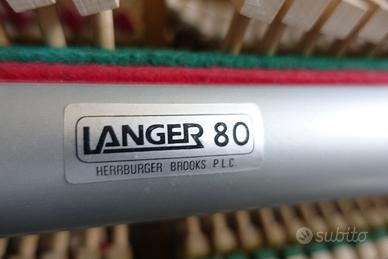 LANGER 80
HERRBURGER BROOKS P.L.C.
subito